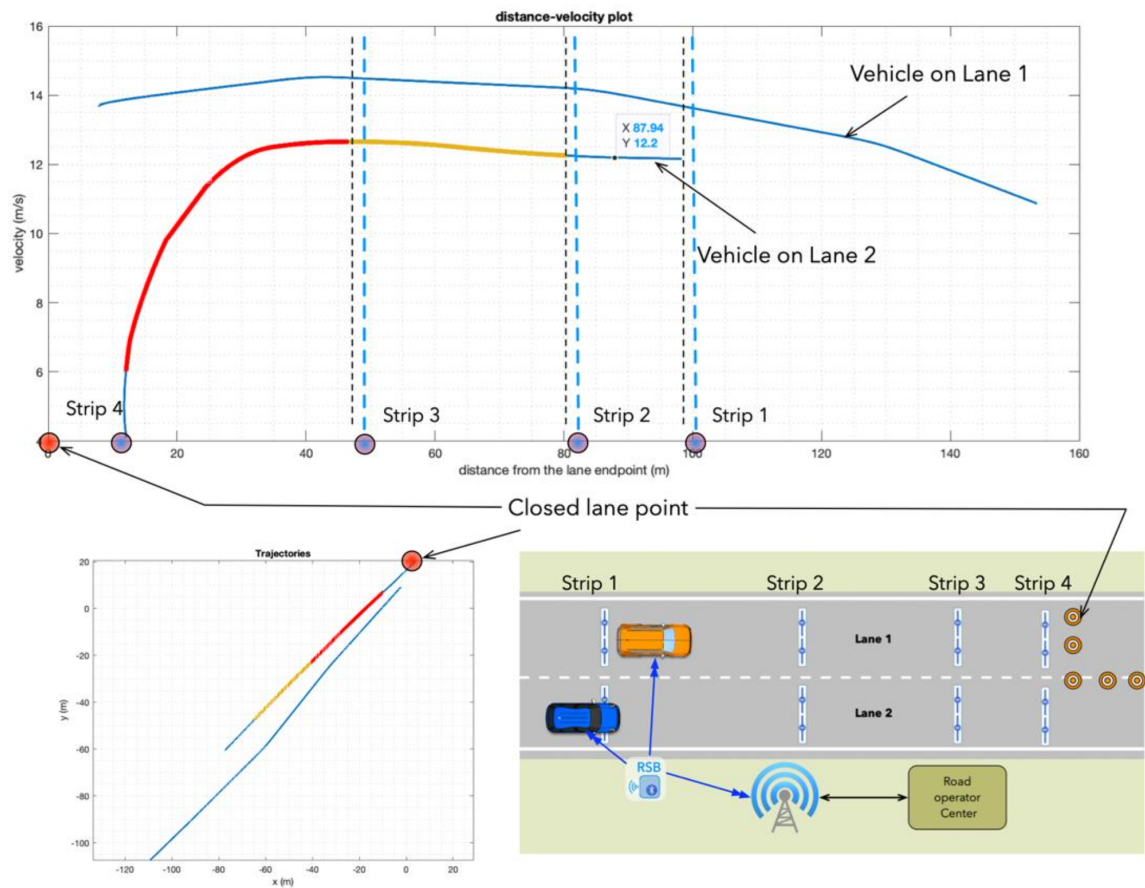 distance-velocity plot
16
14
12
10
8
6
4
velocity (m/s)
Vehicle on Lane 1
X 87.94
Y 12.2
Vehicle on Lane 2
Strip 4
Strip 3
Strip 2
Strip 1
0 20 40 60 80 100 120 140 160
distance from the lane endpoint (m)
Closed lane point
Trajectories
20
0
-20
-40
-60
-80
-100
y (m)
-120 -100 -80 -60 -40 -20 0 20
x (m)
Strip 1 Strip 2 Strip 3 Strip 4
Lane 1
Lane 2
RSB
Road
operator
Center